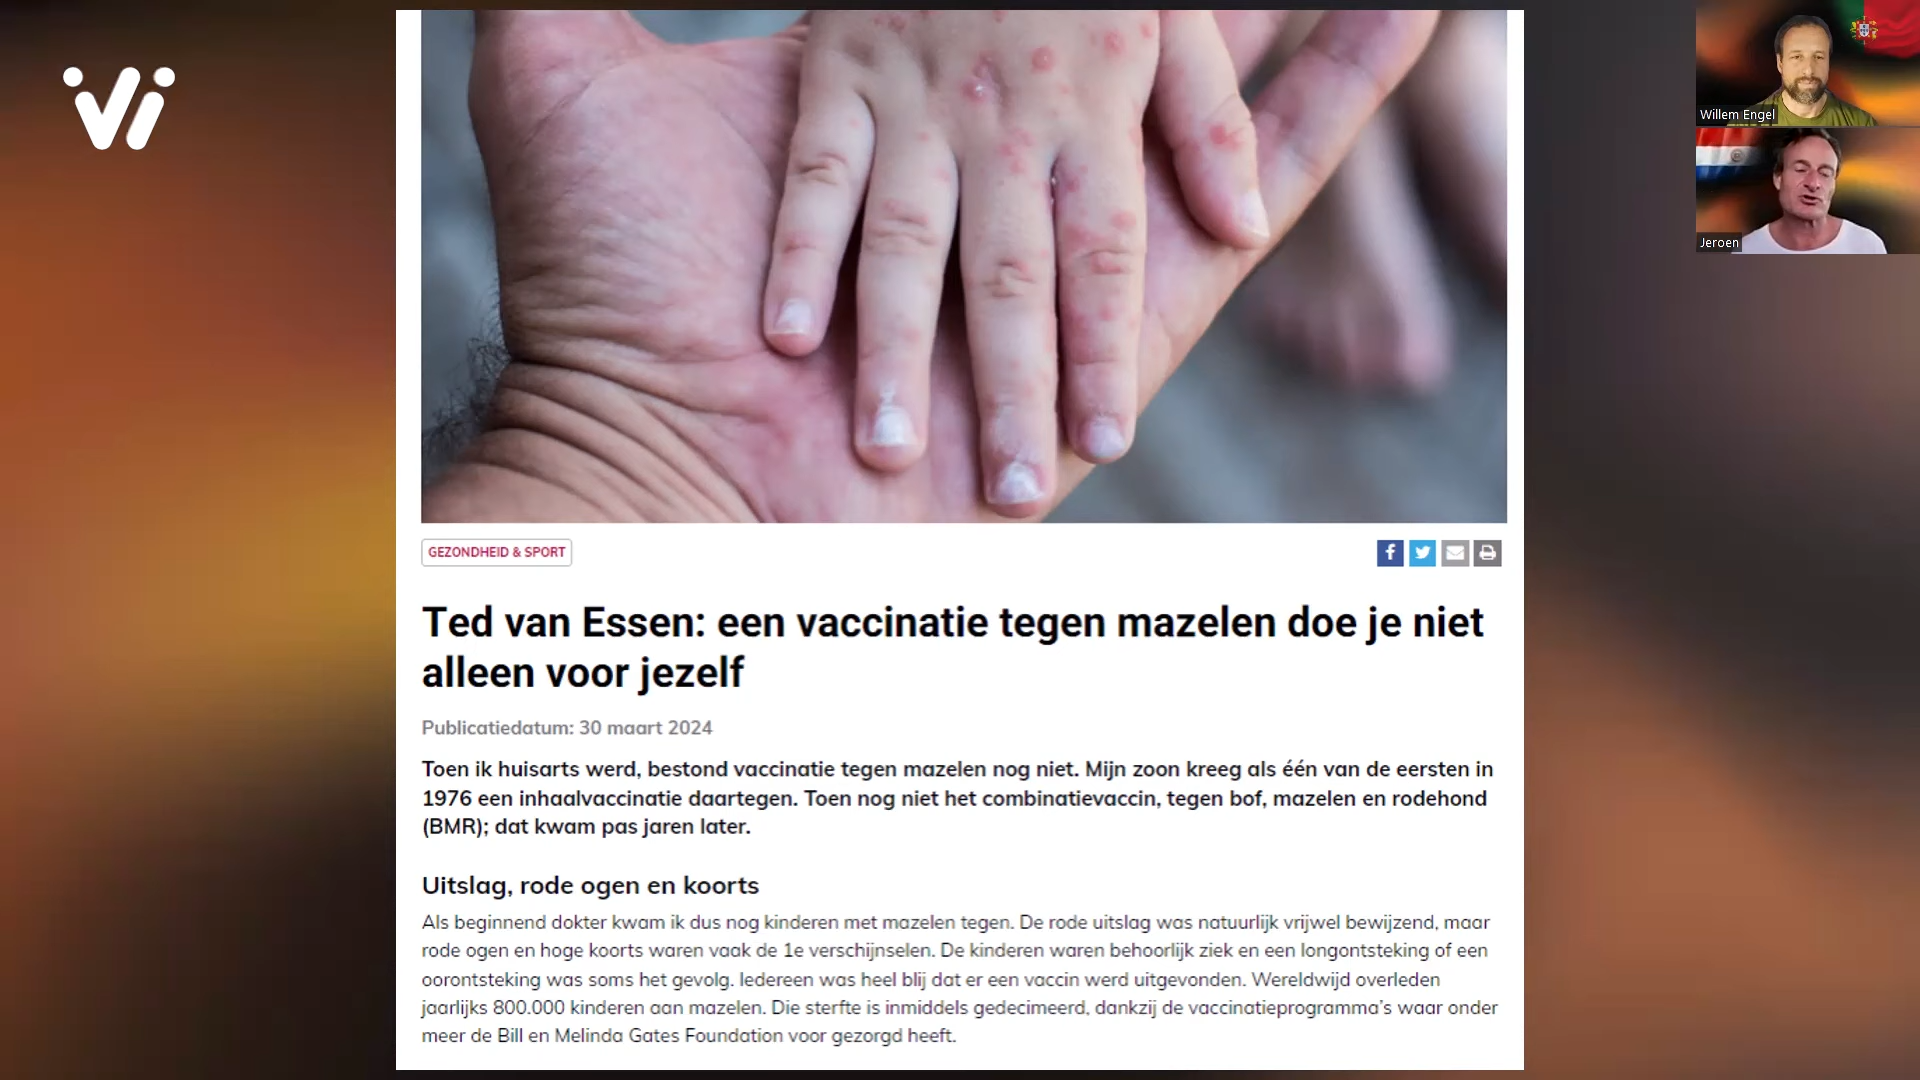 Vi
Willem Engel
Jeroen
GEZONDHEID & SPORT
Ted van Essen: een vaccinatie tegen mazelen doe je niet
alleen voor jezelf
Publicatiedatum: 30 maart 2024
Toen ik huisarts werd, bestond vaccinatie tegen mazelen nog niet. Mijn zoon kreeg als één van de eersten in
1976 een inhaalvaccinatie daartegen. Toen nog niet het combinatievaccin, tegen bof, mazelen en rodehond
(BMR); dat kwam pas jaren later.
Uitslag, rode ogen en koorts
Als beginnend dokter kwam ik dus nog kinderen met mazelen tegen. De rode uitslag was natuurlijk vrijwel bewijzend, maar
rode ogen en hoge koorts waren vaak de 1e verschijnselen. De kinderen waren behoorlijk ziek en een longontsteking of een
oorontsteking was soms het gevolg. Iedereen was heel blij dat er een vaccin werd uitgevonden. Wereldwijd overleden
jaarlijks 800.000 kinderen aan mazelen. Die sterfte is inmiddels gedecimeerd, dankzij de vaccinatieprogramma's waar onder
meer de Bill en Melinda Gates Foundation voor gezorgd heeft.